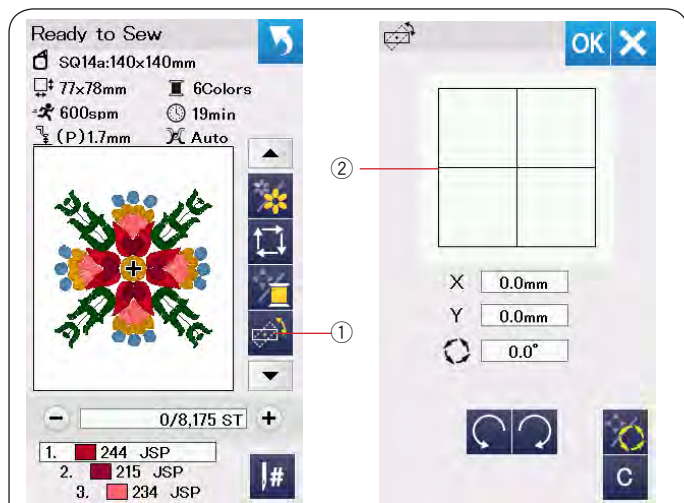 Ready to Sew
SQ14a:140x140mm
77x78mm 6Colors
600spm 19min
(P)1.7mm Auto
①
0/8,175 ST
1. 244 JSP
2. 215 JSP
3. 234 JSP
#
OK
②
X 0.0mm
Y 0.0mm
0.0°
C